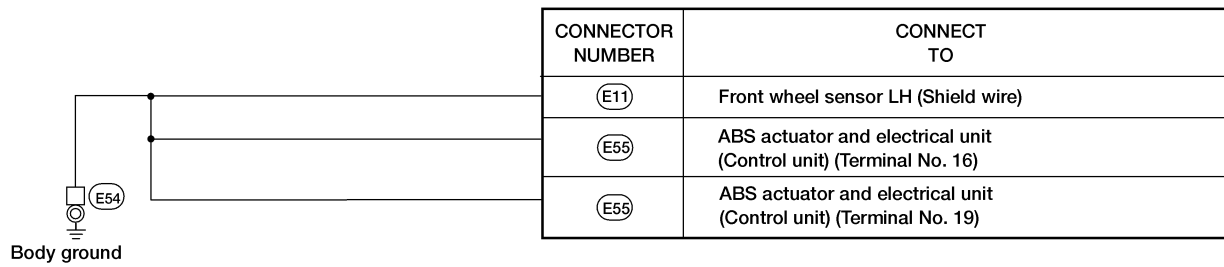 CONNECTOR
NUMBER
CONNECT
TO
E11
Front wheel sensor LH (Shield wire)
E55
ABS actuator and electrical unit
(Control unit) (Terminal No. 16)
E55
ABS actuator and electrical unit
(Control unit) (Terminal No. 19)
E54
Body ground